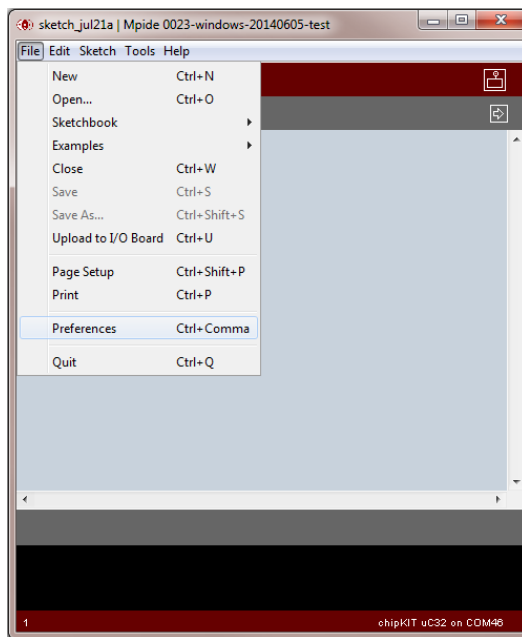 sketch_jul21a | Mpide 0023-windows-20140605-test
File Edit Sketch Tools Help
New Ctrl+N
Open... Ctrl+O
Sketchbook
Examples
Close Ctrl+W
Save Ctrl+S
Save As... Ctrl+Shift+S
Upload to I/O Board Ctrl+U
Page Setup Ctrl+Shift+P
Print Ctrl+P
Preferences Ctrl+Comma
Quit Ctrl+Q
1 chipKIT uC32 on COM46